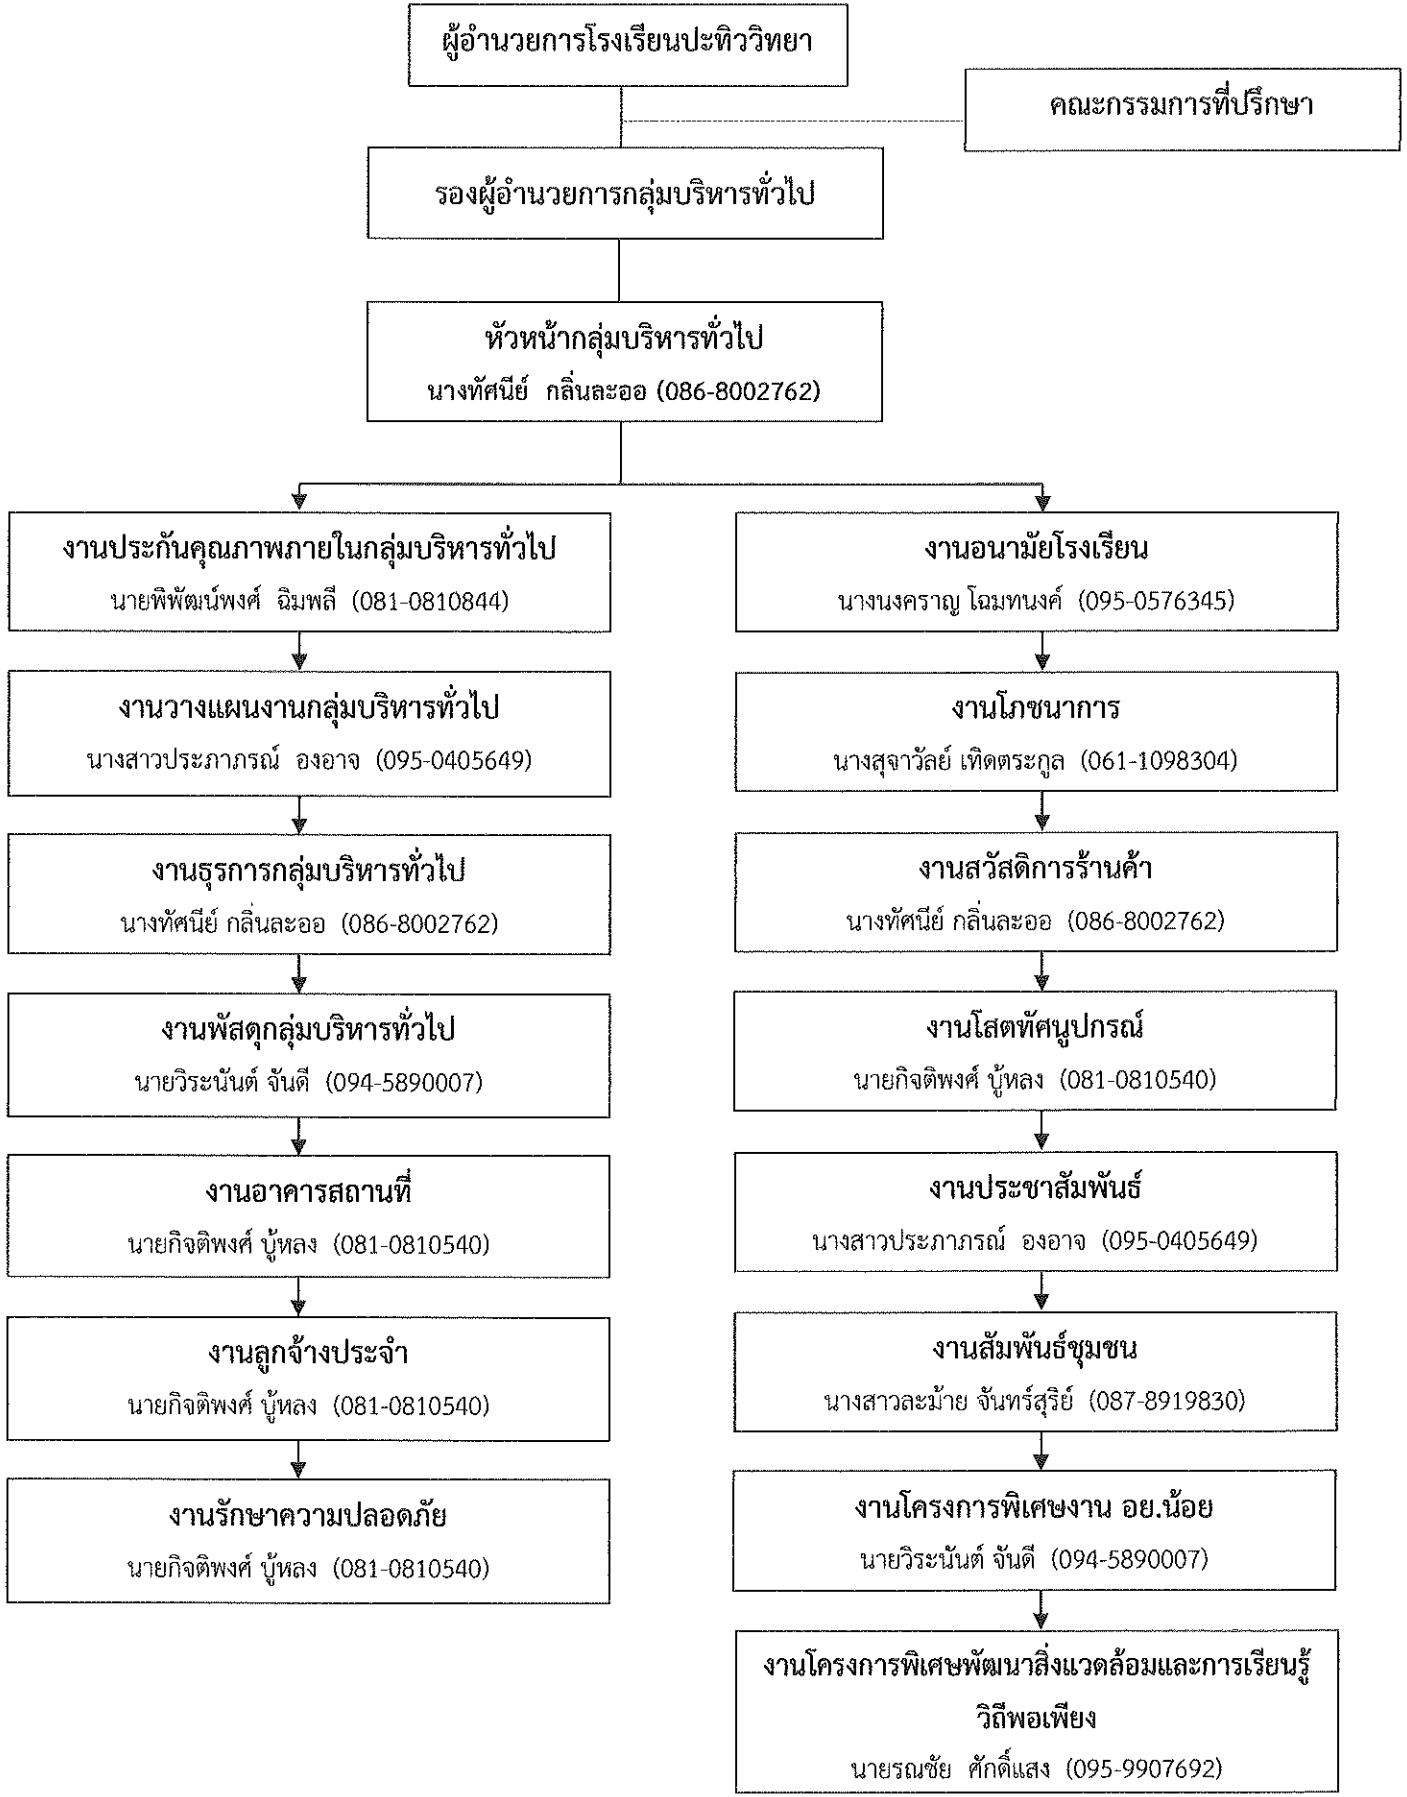 ผู้อำนวยการโรงเรียนปะทิววิทยา
คณะกรรมการที่ปรึกษา
รองผู้อำนวยการกลุ่มบริหารทั่วไป
หัวหน้ากลุ่มบริหารทั่วไป
นางทัศนีย์ กลิ่นละออ (086-8002762)
งานประกันคุณภาพภายในกลุ่มบริหารทั่วไป
นายพิพัฒน์พงศ์ ฉิมพลี (081-0810844)
งานวางแผนงานกลุ่มบริหารทั่วไป
นางสาวประภาภรณ์ องอาจ (095-0405649)
งานธุรการกลุ่มบริหารทั่วไป
นางทัศนีย์ กลิ่นละออ (086-8002762)
งานพัสดุกลุ่มบริหารทั่วไป
นายวิระนันต์ จันดี (094-5890007)
งานอาคารสถานที่
นายกิจติพงศ์ บู้หลง (081-0810540)
งานลูกจ้างประจำ
นายกิจติพงศ์ บู้หลง (081-0810540)
งานรักษาความปลอดภัย
นายกิจติพงศ์ บู้หลง (081-0810540)
งานอนามัยโรงเรียน
นางนงคราญ โฉมทนงค์ (095-0576345)
งานโภชนาการ
นางสุจาวัลย์ เทิดตระกูล (061-1098304)
งานสวัสดิการร้านค้า
นางทัศนีย์ กลิ่นละออ (086-8002762)
งานโสตทัศนูปกรณ์
นายกิจติพงศ์ บู้หลง (081-0810540)
งานประชาสัมพันธ์
นางสาวประภาภรณ์ องอาจ (095-0405649)
งานสัมพันธ์ชุมชน
นางสาวละม้าย จันทร์สุริย์ (087-8919830)
งานโครงการพิเศษงาน อย.น้อย
นายวิระนันต์ จันดี (094-5890007)
งานโครงการพิเศษพัฒนาสิ่งแวดล้อมและการเรียนรู้
วิถีพอเพียง
นายรณชัย ศักดิ์แสง (095-9907692)